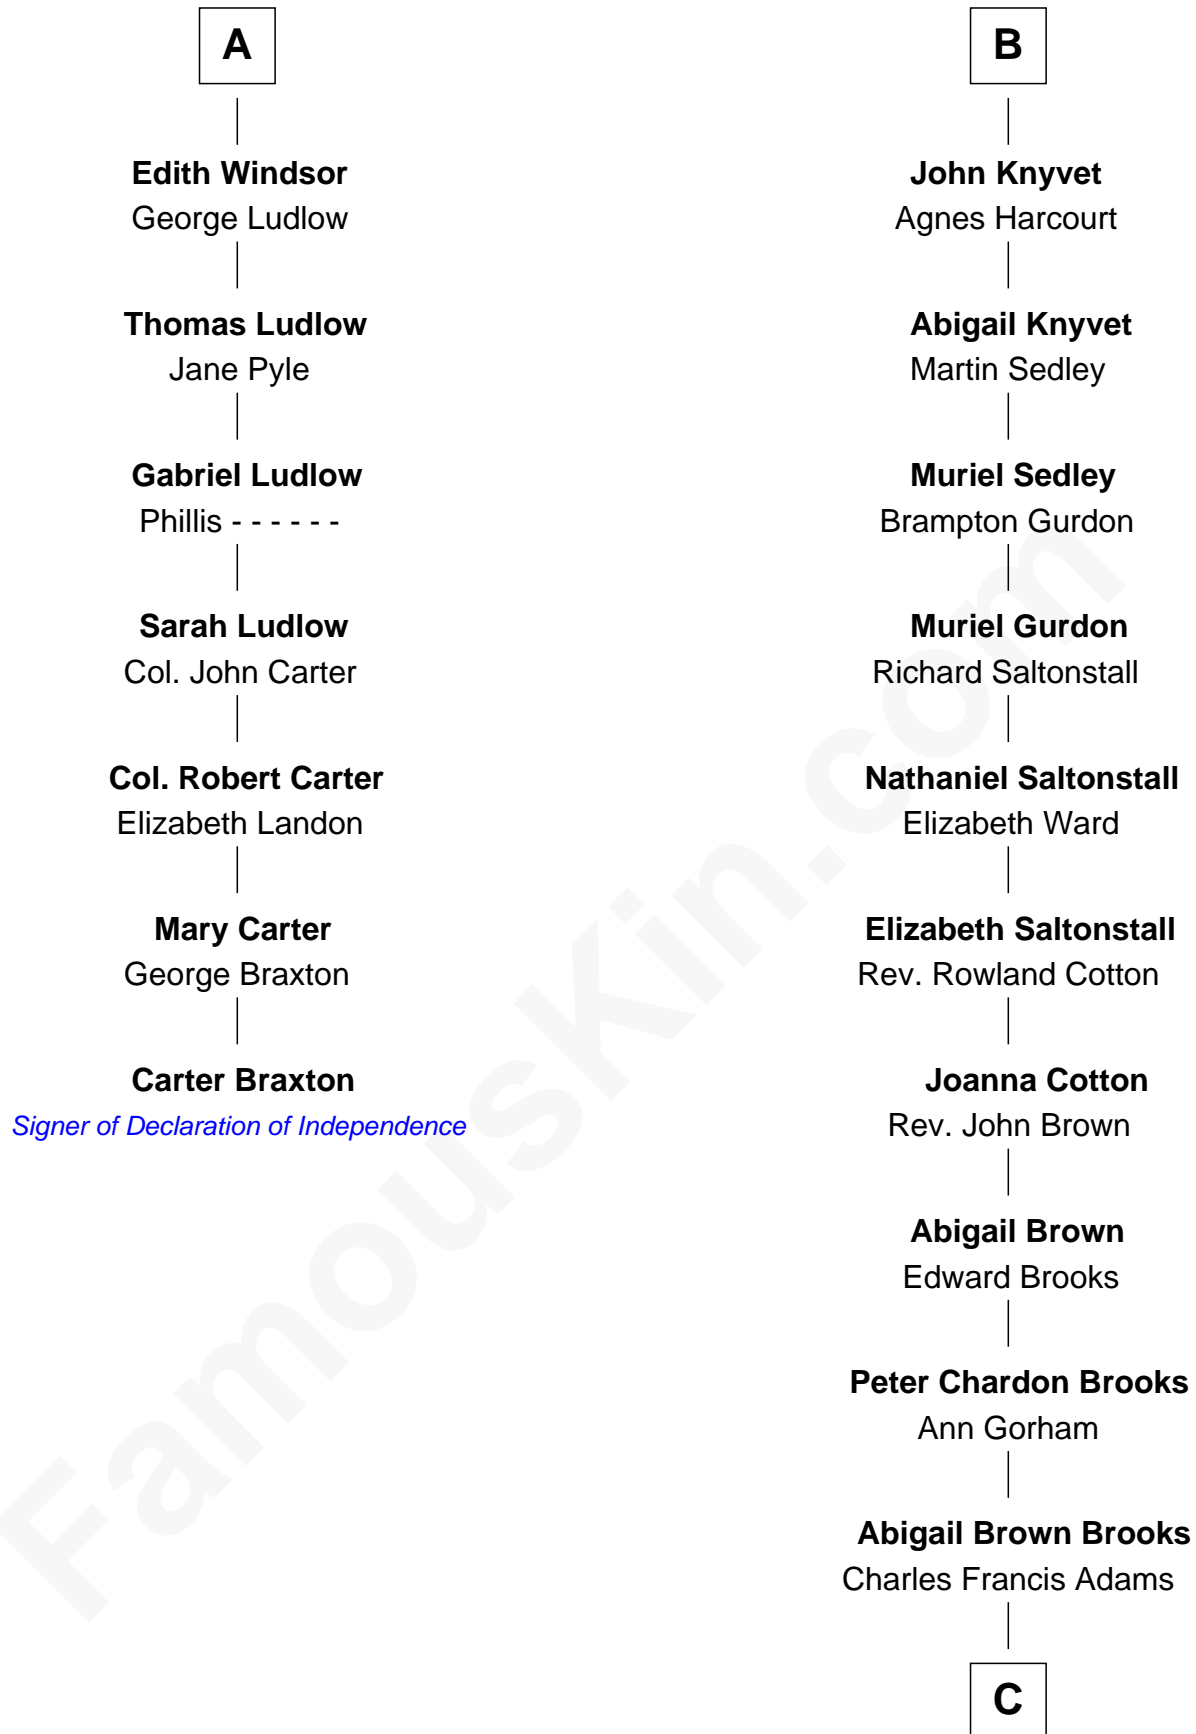 A
Edith Windsor
George Ludlow
Thomas Ludlow
Jane Pyle
Gabriel Ludlow
Phillis - - - - - -
Sarah Ludlow
Col. John Carter
Col. Robert Carter
Elizabeth Landon
Mary Carter
George Braxton
Carter Braxton
Signer of Declaration of Independence
B
John Knyvet
Agnes Harcourt
Abigail Knyvet
Martin Sedley
Muriel Sedley
Brampton Gurdon
Muriel Gurdon
Richard Saltonstall
Nathaniel Saltonstall
Elizabeth Ward
Elizabeth Saltonstall
Rev. Rowland Cotton
Joanna Cotton
Rev. John Brown
Abigail Brown
Edward Brooks
Peter Chardon Brooks
Ann Gorham
Abigail Brown Brooks
Charles Francis Adams
C
FamousKin.com